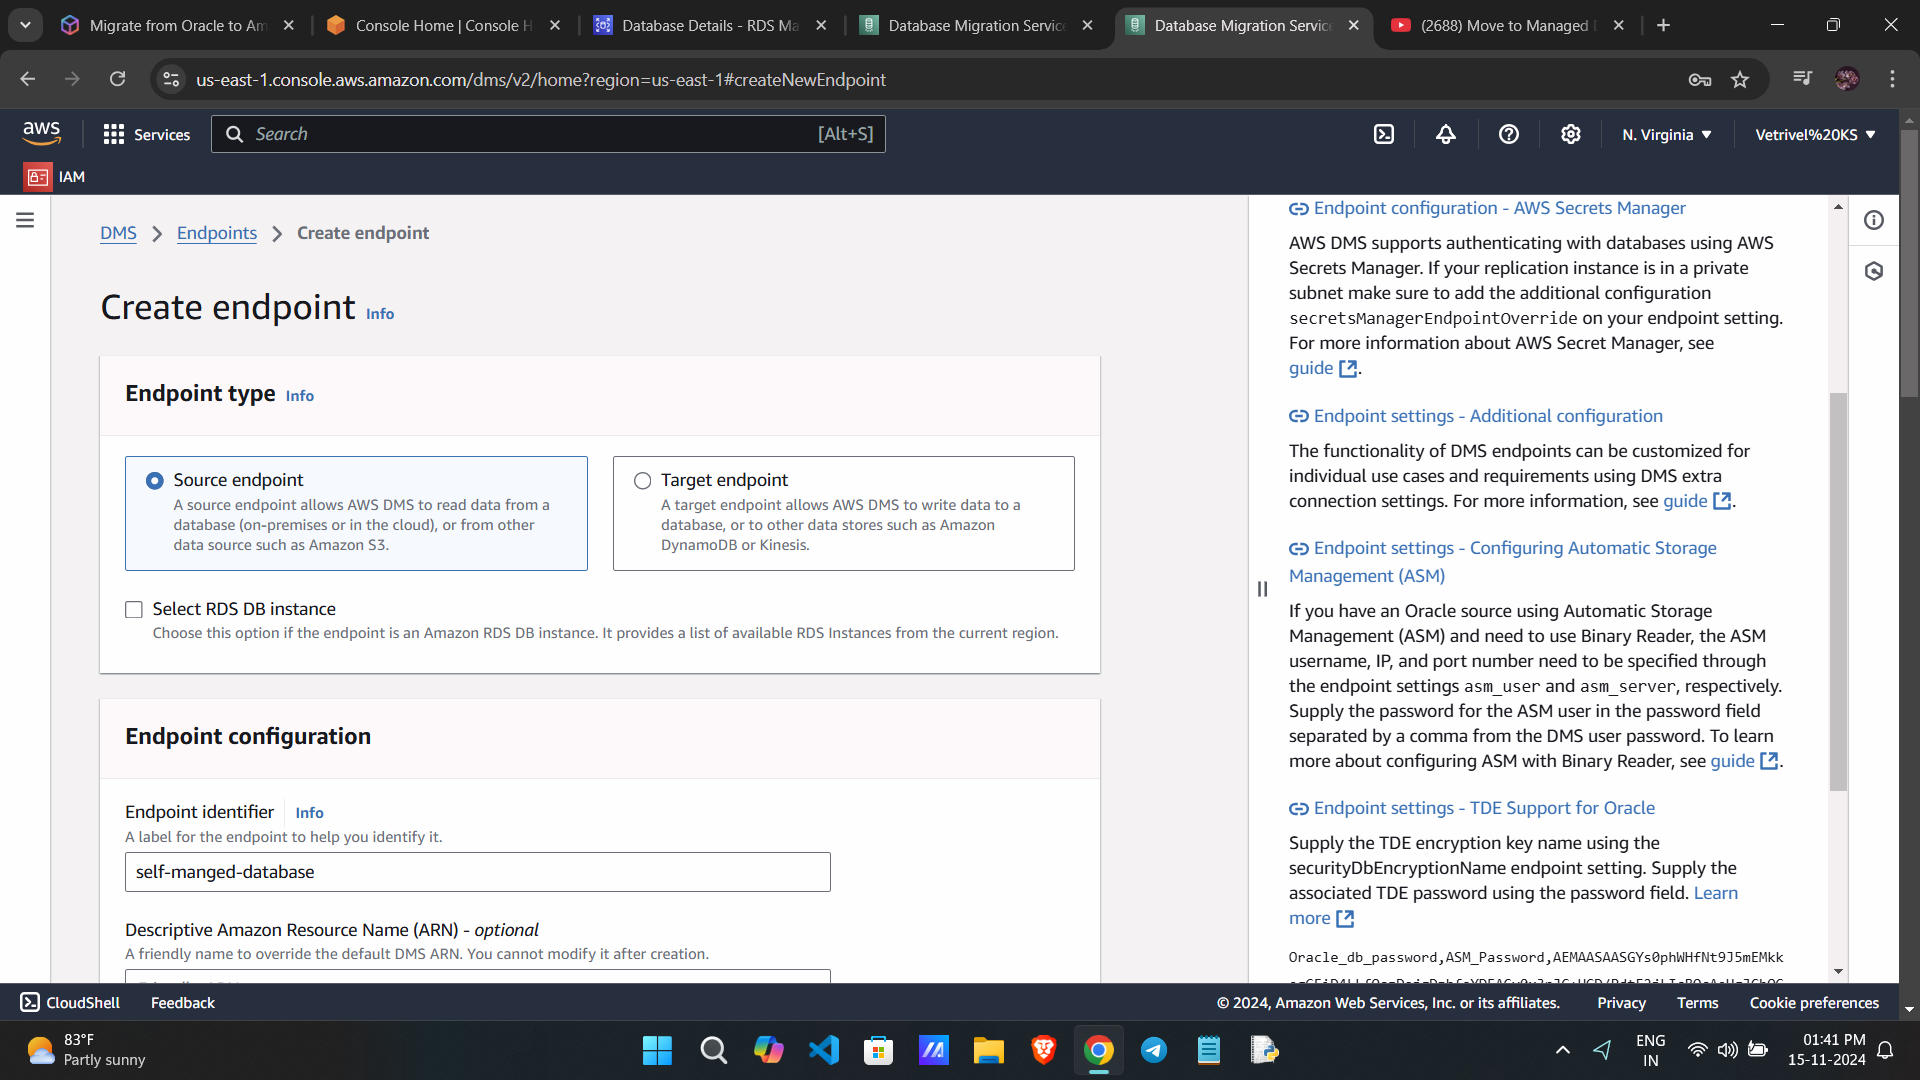 Migrate from Oracle to Am
Console Home | Console H
Database Details - RDS Ma
Database Migration Service
Database Migration Service
(2688) Move to Managed
us-east-1.console.aws.amazon.com/dms/v2/home?region=us-east-1#createNewEndpoint
aws
Services
Search
[Alt+S]
N. Virginia
Vetrivel%20KS
IAM
DMS
Endpoints
Create endpoint
Create endpoint Info
Endpoint type Info
Source endpoint
A source endpoint allows AWS DMS to read data from a
database (on-premises or in the cloud), or from other
data source such as Amazon S3.
Target endpoint
A target endpoint allows AWS DMS to write data to a
database, or to other data stores such as Amazon
DynamoDB or Kinesis.
Select RDS DB instance
Choose this option if the endpoint is an Amazon RDS DB instance. It provides a list of available RDS Instances from the current region.
Endpoint configuration
Endpoint identifier Info
A label for the endpoint to help you identify it.
self-manged-database
Descriptive Amazon Resource Name (ARN) - optional
A friendly name to override the default DMS ARN. You cannot modify it after creation.
Endpoint configuration - AWS Secrets Manager
AWS DMS supports authenticating with databases using AWS
Secrets Manager. If your replication instance is in a private
subnet make sure to add the additional configuration
secretsManagerEndpointOverride on your endpoint setting.
For more information about AWS Secret Manager, see
guide.
Endpoint settings - Additional configuration
The functionality of DMS endpoints can be customized for
individual use cases and requirements using DMS extra
connection settings. For more information, see guide.
Endpoint settings - Configuring Automatic Storage
Management (ASM)
If you have an Oracle source using Automatic Storage
Management (ASM) and need to use Binary Reader, the ASM
username, IP, and port number need to be specified through
the endpoint settings asm_user and asm_server, respectively.
Supply the password for the ASM user in the password field
separated by a comma from the DMS user password. To learn
more about configuring ASM with Binary Reader, see guide.
Endpoint settings - TDE Support for Oracle
Supply the TDE encryption key name using the
securityDbEncryptionName endpoint setting. Supply the
associated TDE password using the password field. Learn
more
Oracle_db_password,ASM_Password,AEMAASAASGYs0phWHfNt9J5mEMkk
CloudShell
Feedback
© 2024, Amazon Web Services, Inc. or its affiliates.
Privacy
Terms
Cookie preferences
83°F
Partly sunny
ENG
IN
01:41 PM
15-11-2024